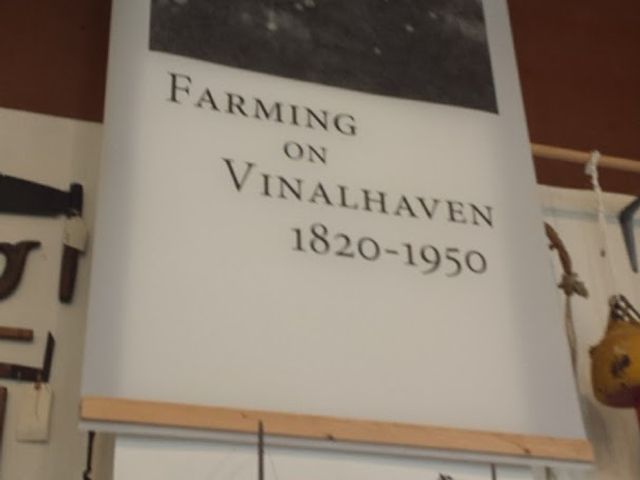 FARMING
ON
VINALHAVEN
1820-1950